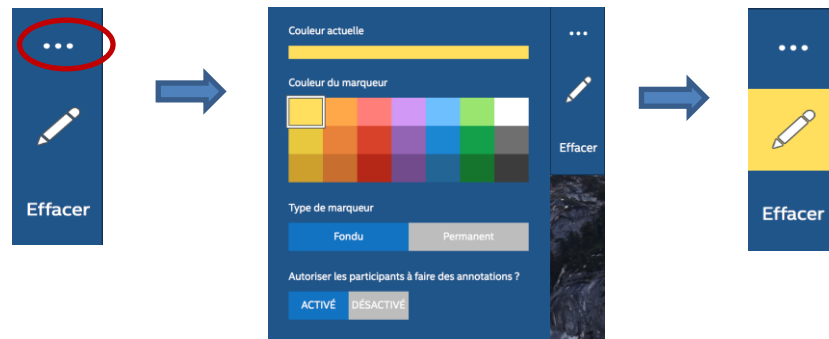 ...
Effacer
Couleur actuelle
Couleur du marqueur
Type de marqueur
Fondu Permanent
Autoriser les participants à faire des annotations ?
ACTIVÉ DÉSACTIVÉ
...
Effacer
...
Effacer